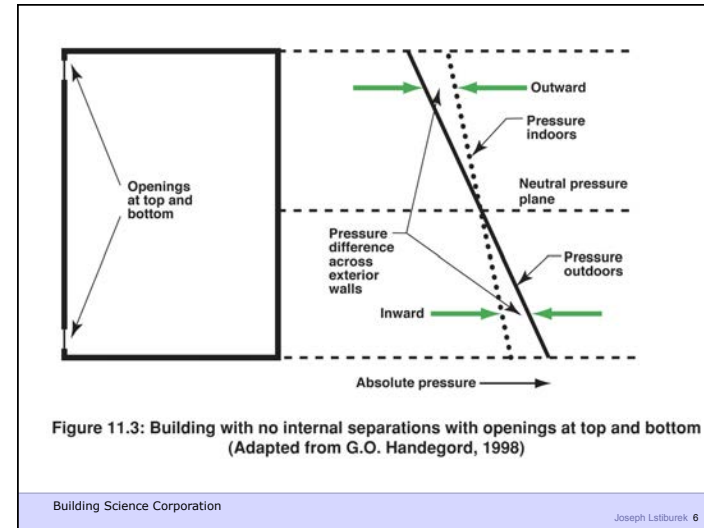 Outward
Pressure
indoors
Openings
at top and
bottom
Neutral pressure
plane
Pressure
difference
across
exterior
walls
Pressure
outdoors
Inward
Absolute pressure
Figure 11.3: Building with no internal separations with openings at top and bottom
(Adapted from G.O. Handegord, 1998)
Building Science Corporation
Joseph Lstiburek 6